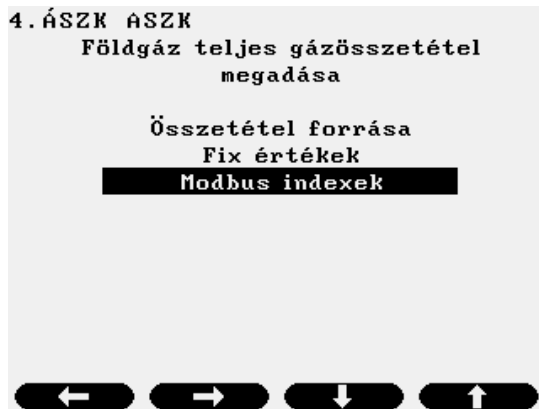 4.ÁSZK ASZK
Földgáz teljes gázösszetétel
megadása
Összetétel forrása
Fix értékek
Modbus indexek